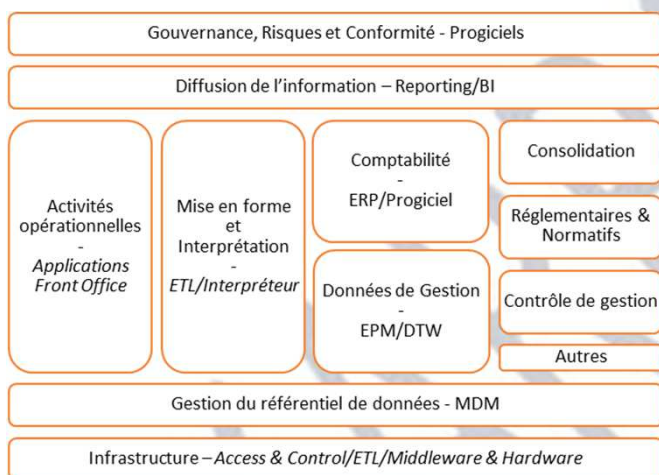 Gouvernance, Risques et Conformité - Progiciels
Diffusion de l’information – Reporting/BI
Activités
opérationnelles
-
Applications
Front Office
Mise en forme
et
Interprétation
-
ETL/Interpréteur
Comptabilité
-
ERP/Progiciel
Données de Gestion
-
EPM/DTW
Consolidation
Réglementaires &
Normatifs
Contrôle de gestion
Autres
Gestion du référentiel de données - MDM
Infrastructure – Access & Control/ETL/Middleware & Hardware